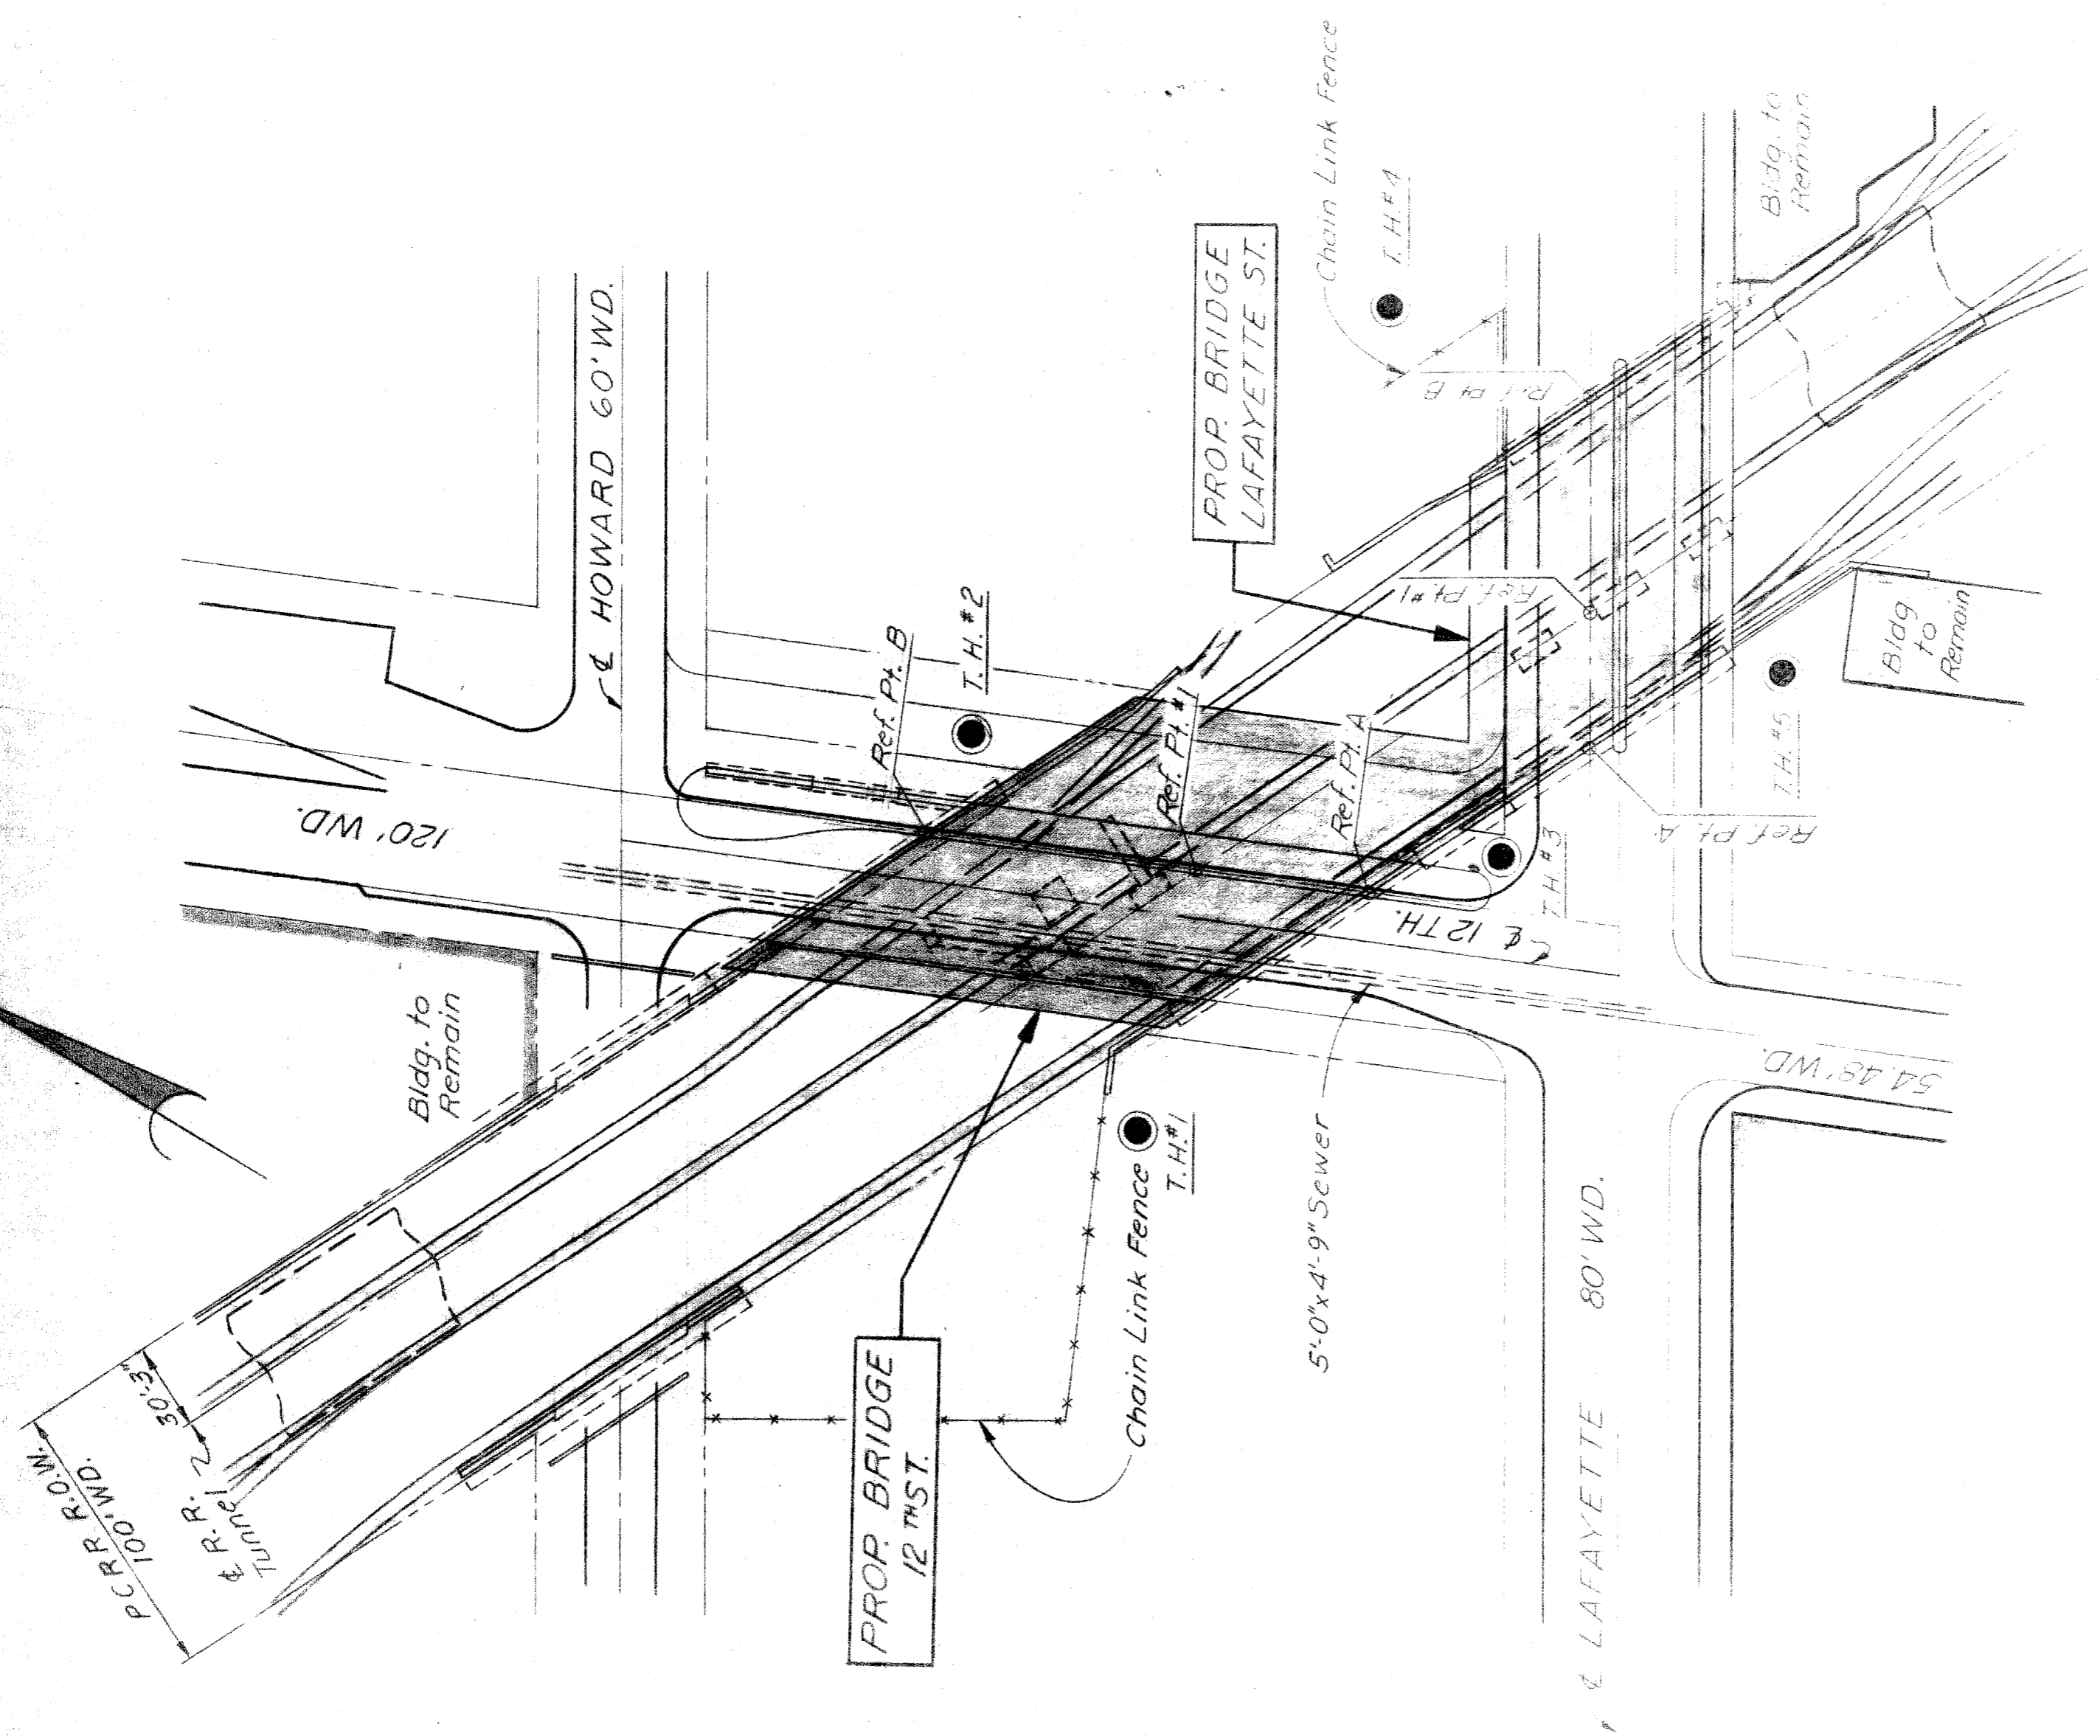 Chain Link Fence
T.H.#4
Bldg. to
Remain
PROP. BRIDGE
LAFAYETTE ST.
Ref. Pt. B
℄ HOWARD 60' WD.
T.H.#2
Ref. Pt. B
Ref. Pt.#1
Ref. Pt.#1
Ref. Pt. A
Bldg
to
Remain
T.H.#5
120' WD.
T.H #3
Ref. Pt. A
℄ 12TH.
54.48' WD.
Bldg. to
Remain
T.H.#1
Chain Link Fence
5'-0"x4'-9" Sewer
℄ LAFAYETTE 80' WD.
PROP. BRIDGE
12TH ST.
30'-3"
P C R R R.O.W.
100' WD.
℄ R.R.
Tunnel